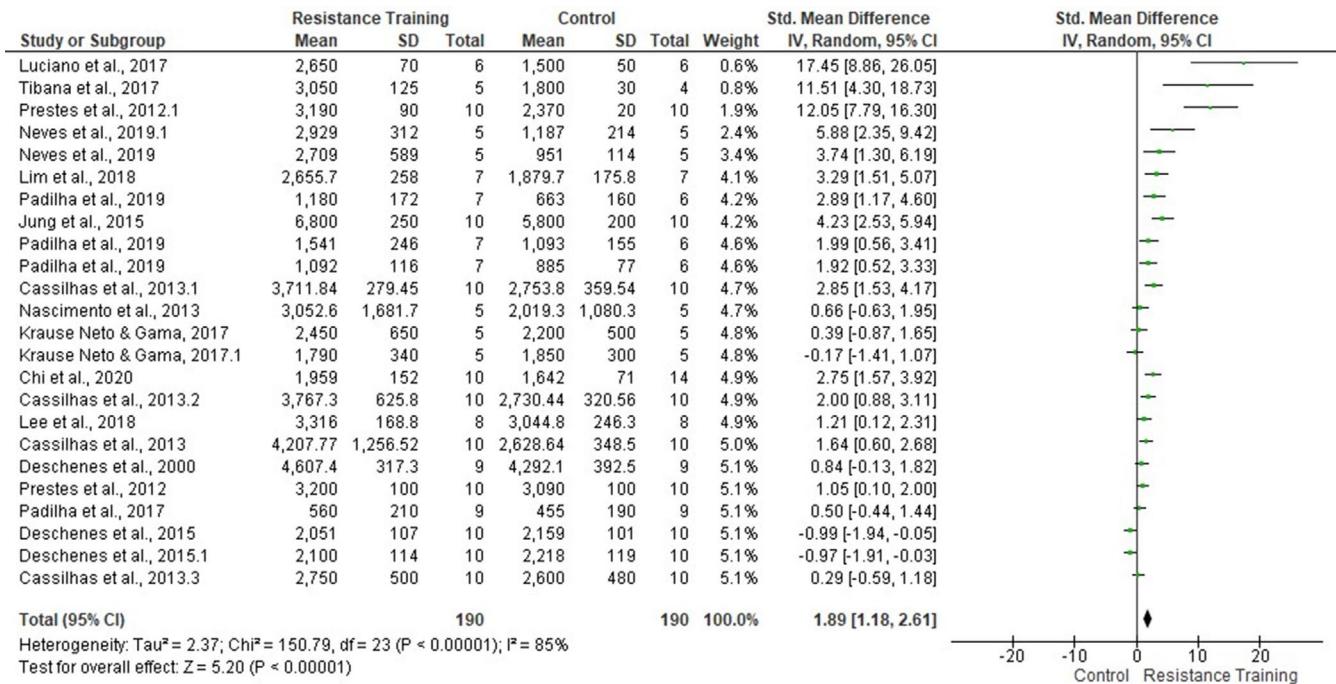 Resistance Training Control Std. Mean Difference Std. Mean Difference
Study or Subgroup Mean SD Total Mean SD Total Weight IV, Random, 95% CI IV, Random, 95% CI
Luciano et al., 2017 2,650 70 6 1,500 50 6 0.6% 17.45 [8.86, 26.05]
Tibana et al., 2017 3,050 125 5 1,800 30 4 0.8% 11.51 [4.30, 18.73]
Prestes et al., 2012.1 3,190 90 10 2,370 20 10 1.9% 12.05 [7.79, 16.30]
Neves et al., 2019.1 2,929 312 5 1,187 214 5 2.4% 5.88 [2.35, 9.42]
Neves et al., 2019 2,709 589 5 951 114 5 3.4% 3.74 [1.30, 6.19]
Lim et al., 2018 2,655.7 258 7 1,879.7 175.8 7 4.1% 3.29 [1.51, 5.07]
Padilha et al., 2019 1,180 172 7 663 160 6 4.2% 2.89 [1.17, 4.60]
Jung et al., 2015 6,800 250 10 5,800 200 10 4.2% 4.23 [2.53, 5.94]
Padilha et al., 2019 1,541 246 7 1,093 155 6 4.6% 1.99 [0.56, 3.41]
Padilha et al., 2019 1,092 116 7 885 77 6 4.6% 1.92 [0.52, 3.33]
Cassilhas et al., 2013.1 3,711.84 279.45 10 2,753.8 359.54 10 4.7% 2.85 [1.53, 4.17]
Nascimento et al., 2013 3,052.6 1,681.7 5 2,019.3 1,080.3 5 4.8% 0.66 [-0.63, 1.95]
Krause Neto & Gama, 2017 2,450 650 5 2,200 500 5 4.8% 0.39 [-0.87, 1.65]
Krause Neto & Gama, 2017.1 1,790 340 5 1,850 300 5 4.8% -0.17 [-1.41, 1.07]
Chi et al., 2020 1,959 152 10 1,642 71 14 4.9% 2.75 [1.57, 3.92]
Cassilhas et al., 2013.2 3,767.3 625.8 10 2,730.44 320.56 10 4.9% 2.00 [0.88, 3.11]
Lee et al., 2018 3,316 168.8 8 3,044.8 246.3 8 4.9% 1.21 [0.12, 2.31]
Cassilhas et al., 2013 4,207.77 1,256.52 10 2,628.64 348.5 10 5.0% 1.64 [0.60, 2.68]
Deschenes et al., 2000 4,607.4 317.3 9 4,292.1 392.5 9 5.1% 0.84 [-0.13, 1.82]
Prestes et al., 2012 3,200 100 10 3,090 100 10 5.1% 1.05 [0.10, 2.00]
Padilha et al., 2017 560 210 9 455 190 9 5.1% 0.50 [-0.44, 1.44]
Deschenes et al., 2015 2,051 107 10 2,159 101 10 5.1% -0.99 [-1.94, -0.05]
Deschenes et al., 2015.1 2,100 114 10 2,218 119 10 5.1% -0.97 [-1.91, -0.03]
Cassilhas et al., 2013.3 2,750 500 10 2,600 480 10 5.1% 0.29 [-0.59, 1.18]
Total (95% CI) 190 190 100.0% 1.89 [1.18, 2.61]
Heterogeneity: Tau² = 2.37; Chi² = 150.79, df = 23 (P < 0.00001); I² = 85%
Test for overall effect: Z = 5.20 (P < 0.00001)
-20 -10 0 10 20
Control Resistance Training